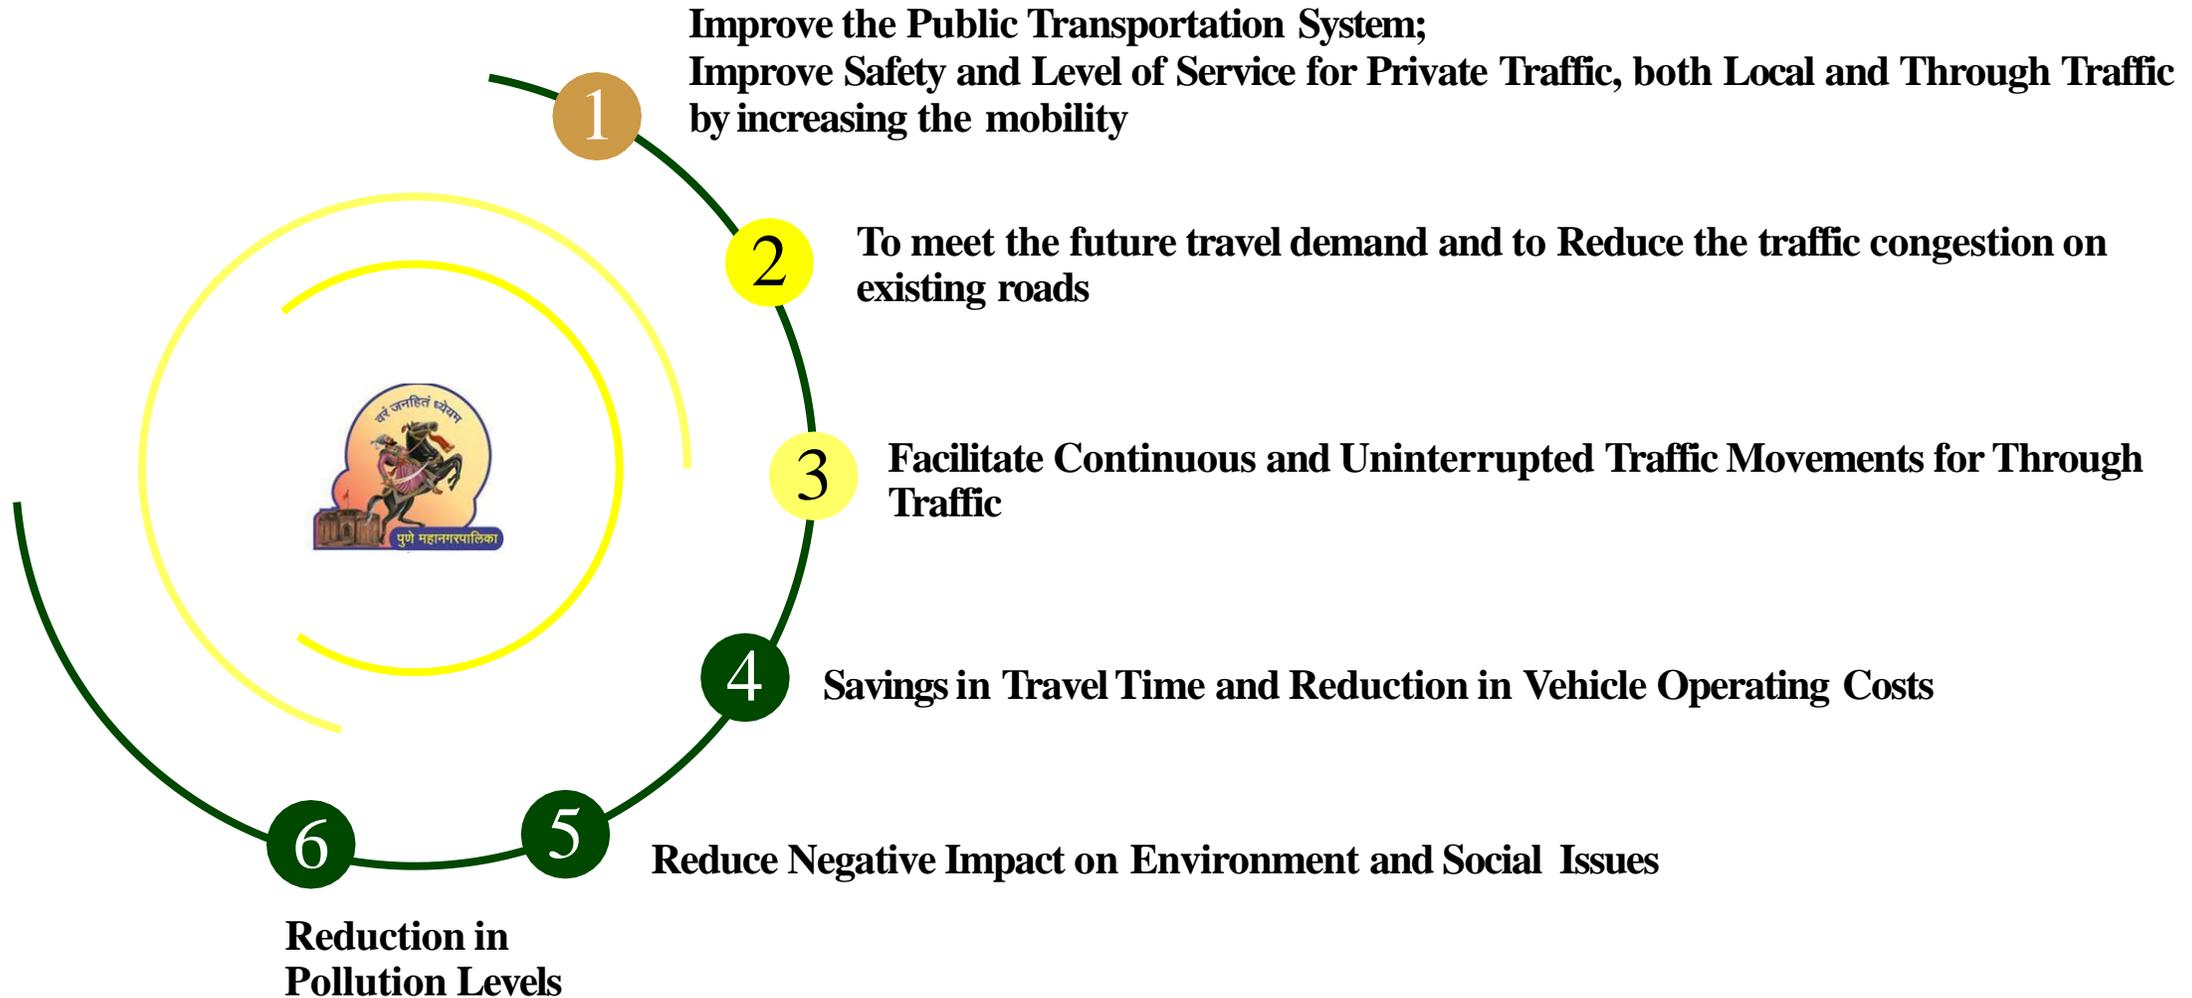 Improve the Public Transportation System;
Improve Safety and Level of Service for Private Traffic, both Local and Through Traffic
by increasing the mobility
1
2
To meet the future travel demand and to Reduce the traffic congestion on
existing roads
वरं जनहितं ध्येयम
पुणे महानगरपालिका
3
Facilitate Continuous and Uninterrupted Traffic Movements for Through
Traffic
4
Savings in Travel Time and Reduction in Vehicle Operating Costs
5
Reduce Negative Impact on Environment and Social Issues
6
Reduction in
Pollution Levels